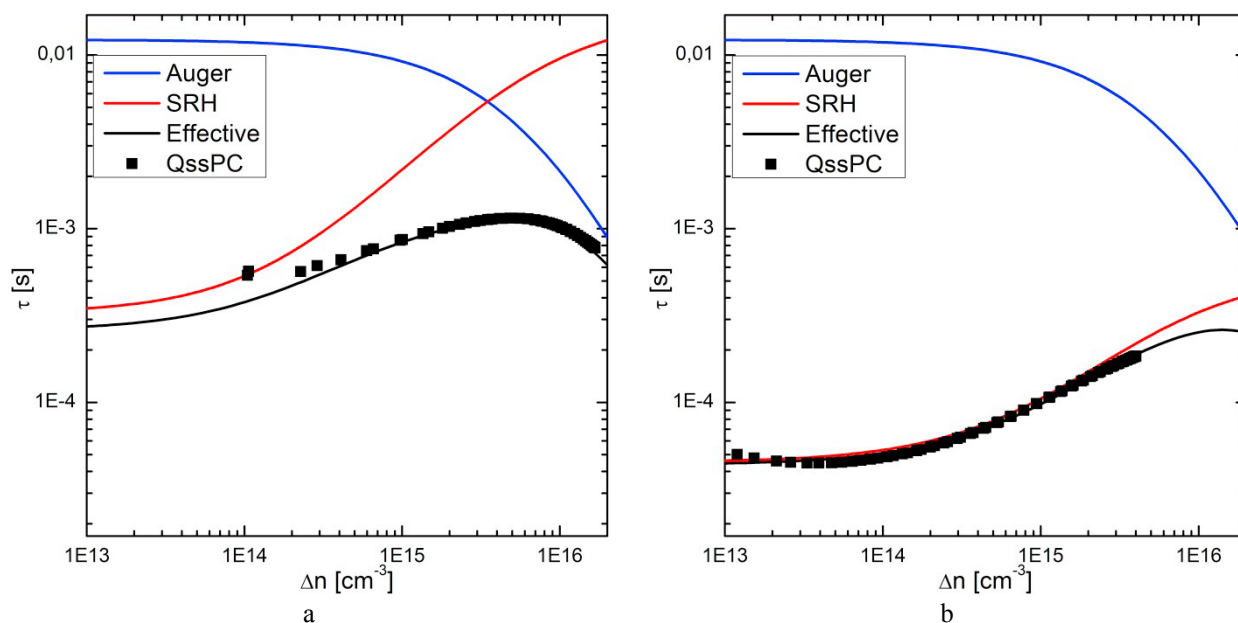 0,01
Auger
SRH
Effective
QssPC
1E-3
1E-4
τ [s]
1E13
1E14
1E15
1E16
Δn [cm⁻³]
a
0,01
Auger
SRH
Effective
QssPC
1E-3
1E-4
τ [s]
1E13
1E14
1E15
1E16
Δn [cm⁻³]
b